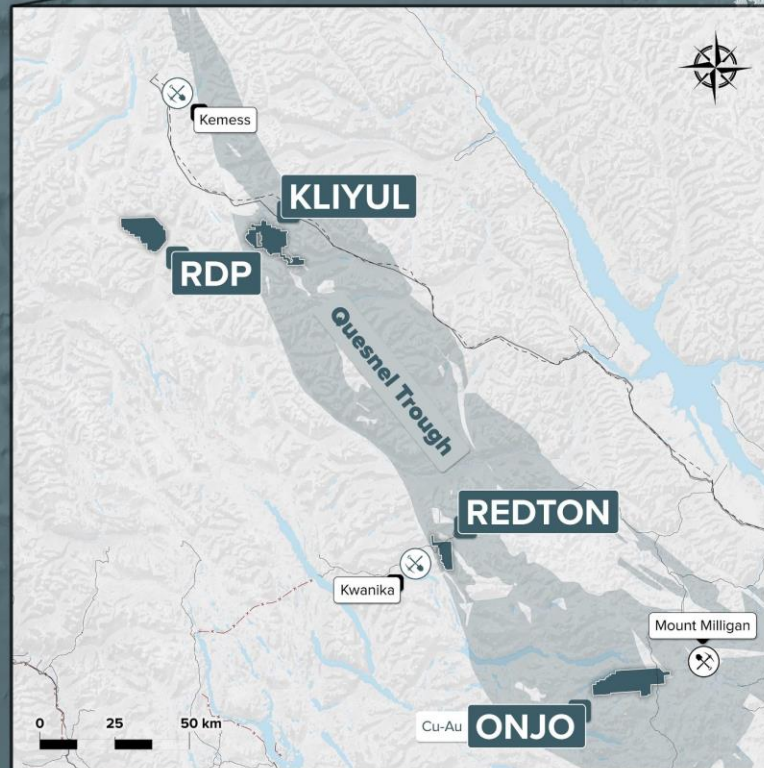 Kemess
KLIYUL
RDP
Quesnel Trough
REDTON
Kwanika
Mount Milligan
Cu-Au ONJO
0 25 50 km